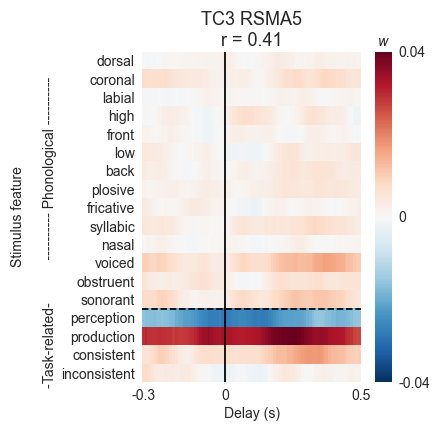 TC3 RSMA5
r = 0.41
w
dorsal
coronal
labial
high
front
low
back
plosive
fricative
syllabic
nasal
voiced
obstruent
sonorant
perception
production
consistent
inconsistent
Stimulus feature
----------- Phonological ----------
-Task-related-
0.04
0
-0.04
-0.3
0
0.5
Delay (s)